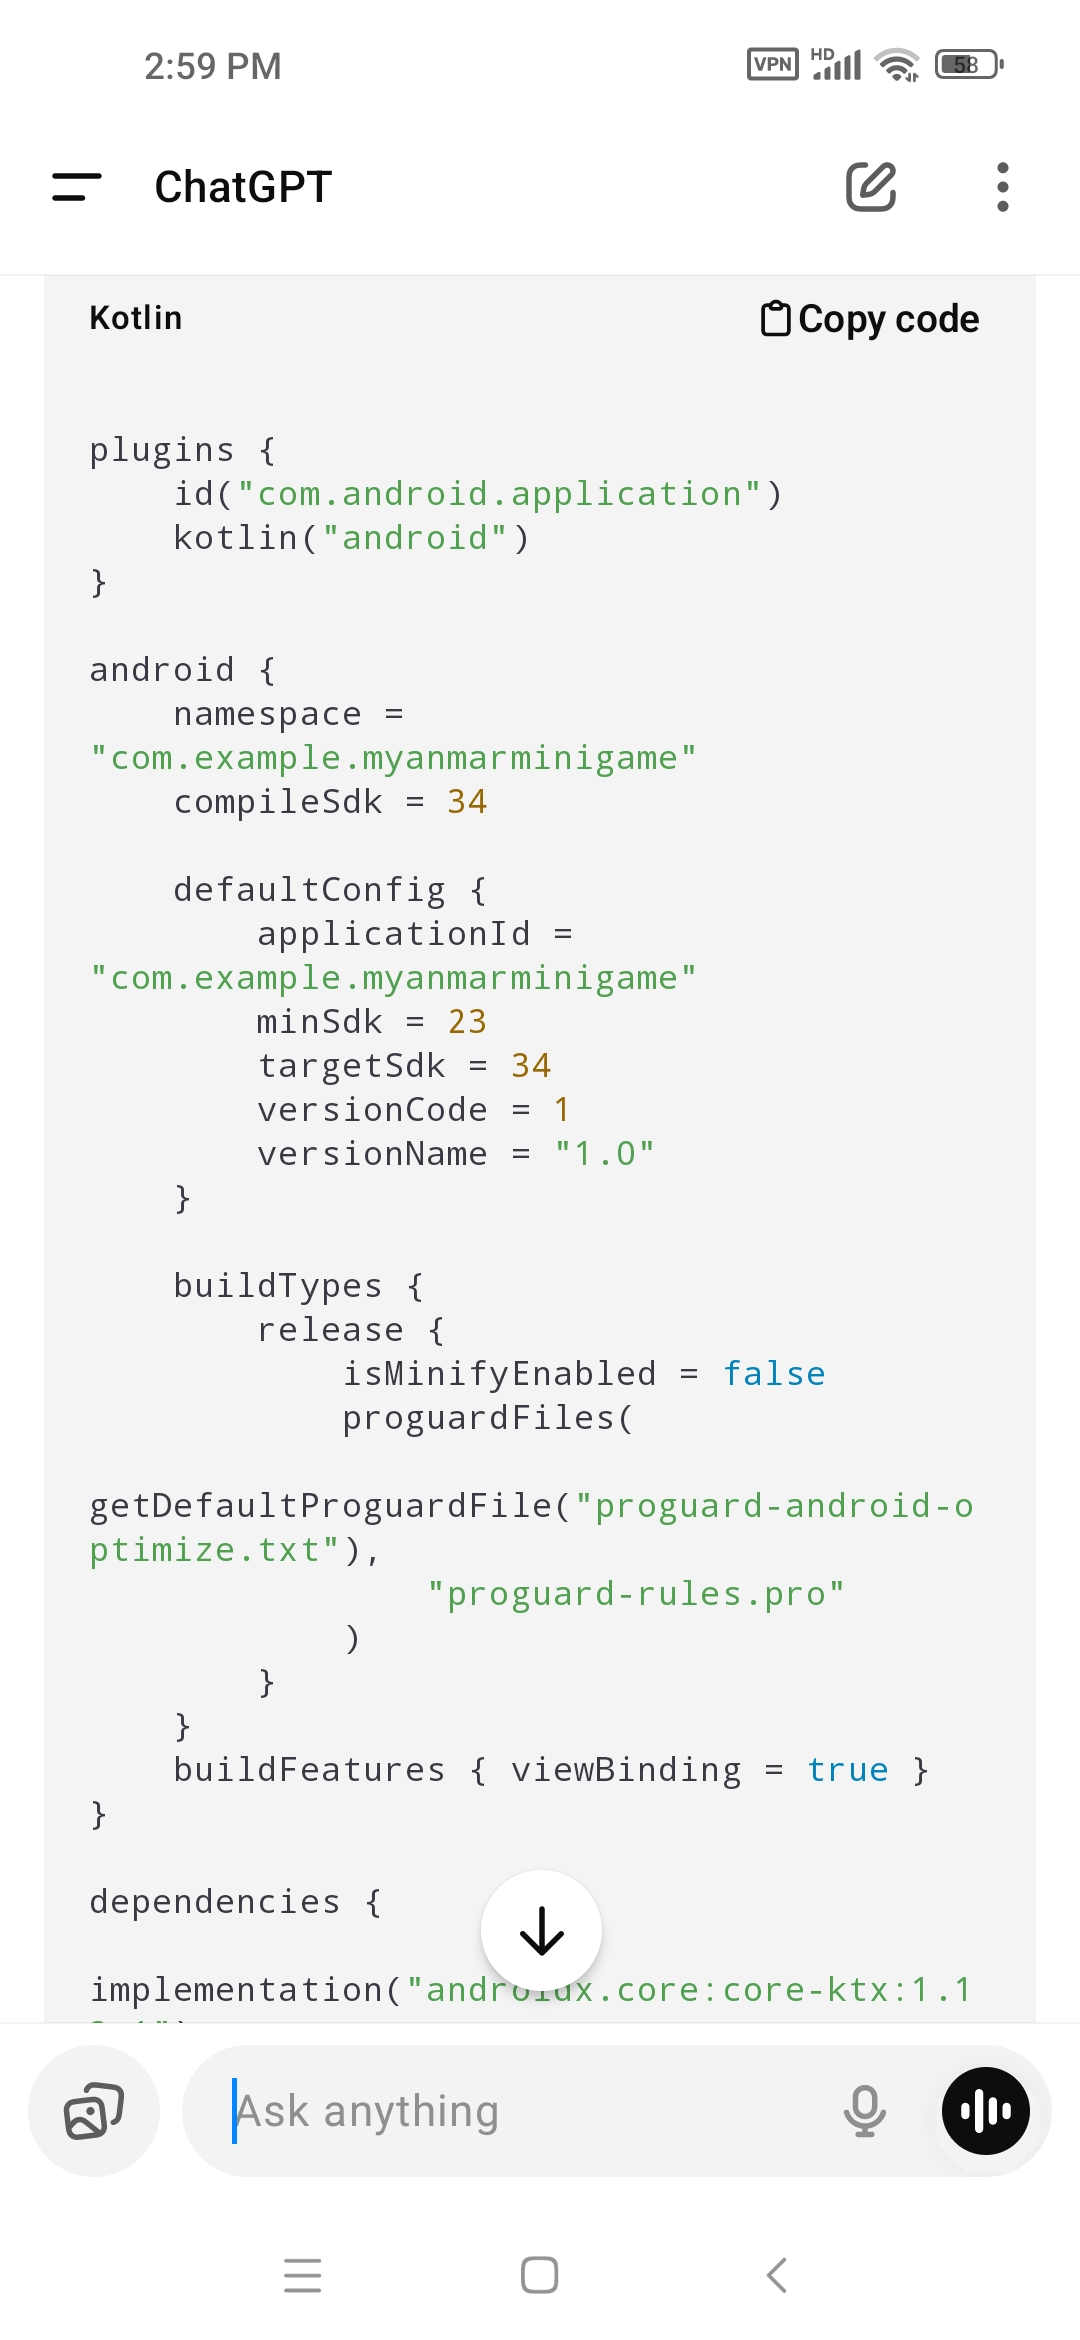 2:59 PM
VPN HD 58
ChatGPT
Kotlin
Copy code
plugins {
    id("com.android.application")
    kotlin("android")
}
android {
    namespace =
"com.example.myanmarminigame"
    compileSdk = 34
    defaultConfig {
        applicationId =
"com.example.myanmarminigame"
        minSdk = 23
        targetSdk = 34
        versionCode = 1
        versionName = "1.0"
    }
    buildTypes {
        release {
            isMinifyEnabled = false
            proguardFiles(
getDefaultProguardFile("proguard-android-o
ptimize.txt"),
                "proguard-rules.pro"
            )
        }
    }
    buildFeatures { viewBinding = true }
}
dependencies {
implementation("androidx.core:core-ktx:1.1
Ask anything